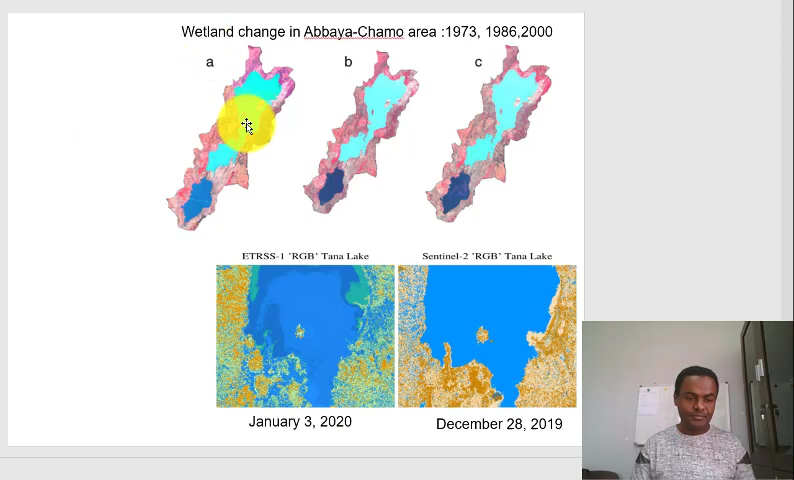 Wetland change in Abbaya-Chamo area :1973, 1986,2000
a b c
ETRSS-1 'RGB' Tana Lake Sentinel-2 'RGB' Tana Lake
January 3, 2020 December 28, 2019